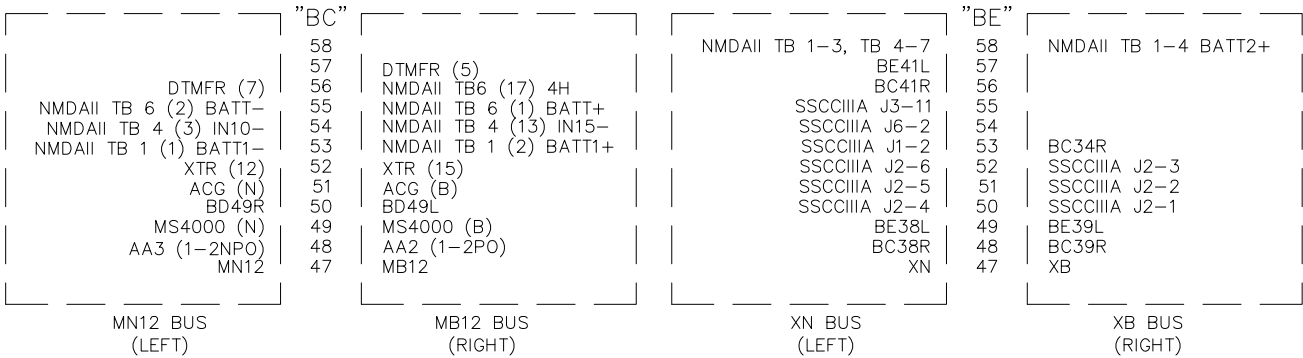 "BC"
"BE"
58 NMDAII TB 1-3, TB 4-7 58 NMDAII TB 1-4 BATT2+
57 DTMFR (5) BE41L 57
DTMFR (7) 56 NMDAII TB6 (17) 4H BC41R 56
NMDAII TB 6 (2) BATT- 55 NMDAII TB 6 (1) BATT+ SSCCIIIA J3-11 55
NMDAII TB 4 (3) IN10- 54 NMDAII TB 4 (13) IN15- SSCCIIIA J6-2 54
NMDAII TB 1 (1) BATT1- 53 NMDAII TB 1 (2) BATT1+ SSCCIIIA J1-2 53 BC34R
XTR (12) 52 XTR (15) SSCCIIIA J2-6 52 SSCCIIIA J2-3
ACG (N) 51 ACG (B) SSCCIIIA J2-5 51 SSCCIIIA J2-2
BD49R 50 BD49L SSCCIIIA J2-4 50 SSCCIIIA J2-1
MS4000 (N) 49 MS4000 (B) BE38L 49 BE39L
AA3 (1-2NPO) 48 AA2 (1-2PO) BC38R 48 BC39R
MN12 47 MB12 XN 47 XB
MN12 BUS MB12 BUS XN BUS XB BUS
(LEFT) (RIGHT) (LEFT) (RIGHT)